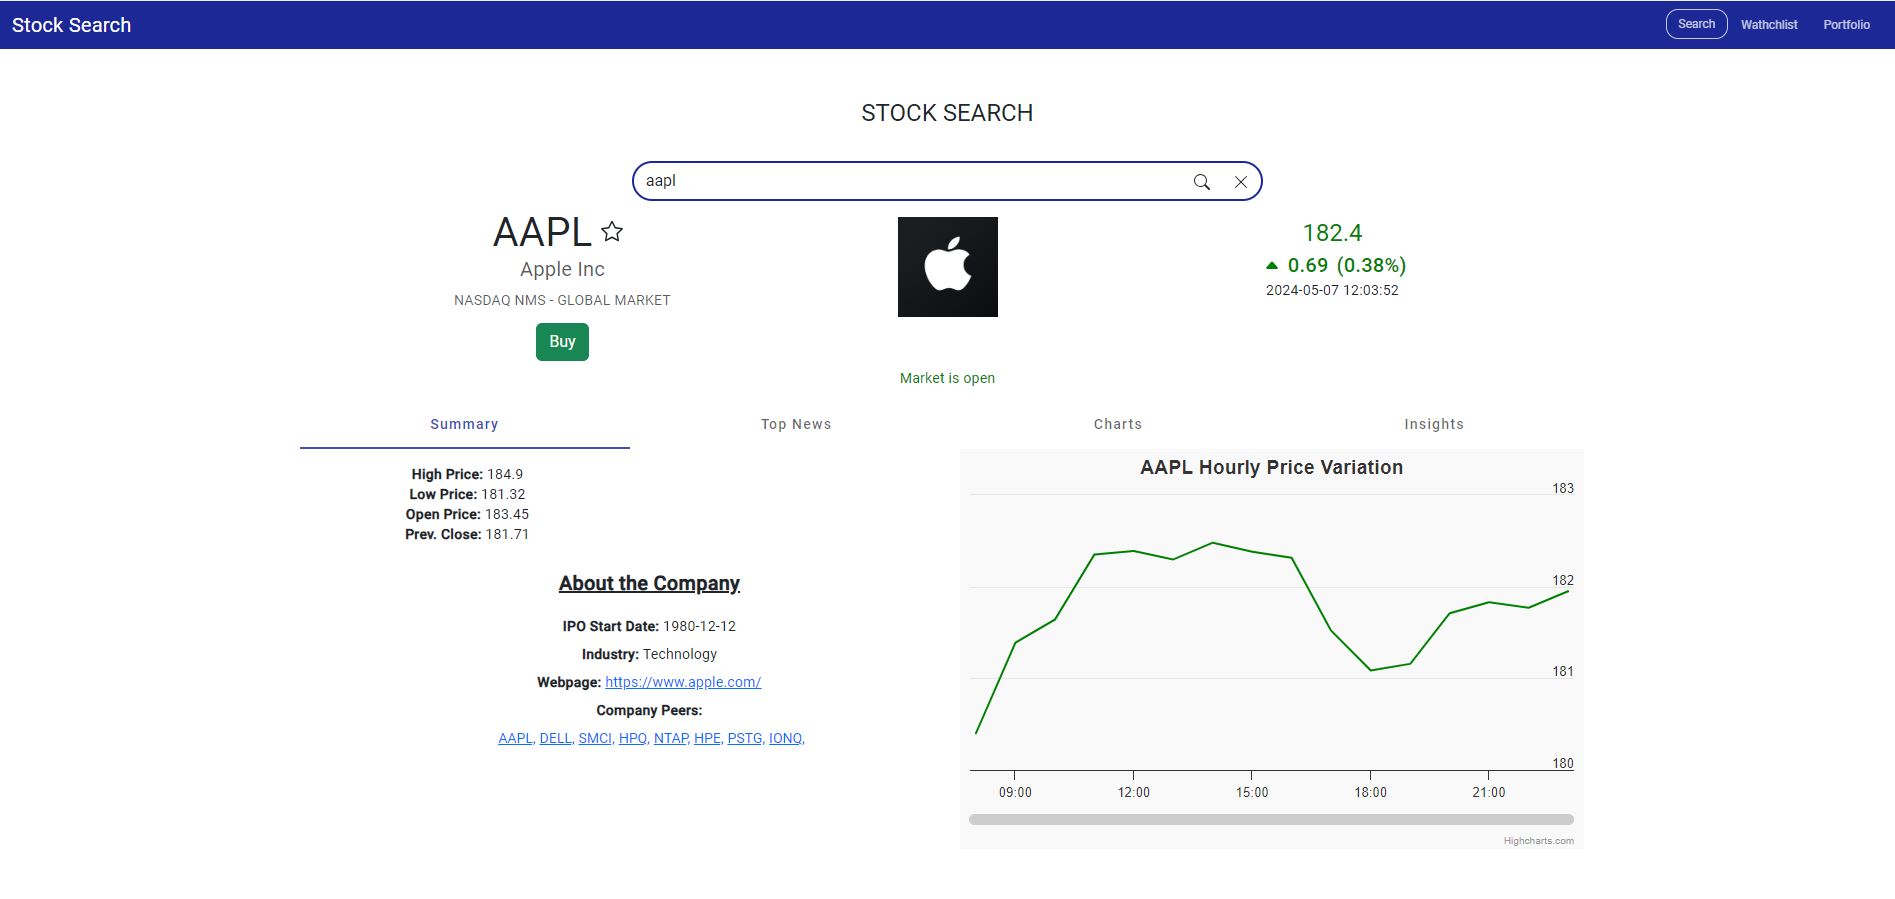 Stock Search
Search Wathchlist Portfolio
STOCK SEARCH
aapl
AAPL
Apple Inc
NASDAQ NMS - GLOBAL MARKET
Buy
182.4
0.69 (0.38%)
2024-05-07 12:03:52
Market is open
Summary Top News Charts Insights
High Price: 184.9
Low Price: 181.32
Open Price: 183.45
Prev. Close: 181.71
About the Company
IPO Start Date: 1980-12-12
Industry: Technology
Webpage: https://www.apple.com/
Company Peers:
AAPL, DELL, SMCI, HPQ, NTAP, HPE, PSTG, IONQ,
AAPL Hourly Price Variation
183
182
181
180
09:00 12:00 15:00 18:00 21:00
Highcharts.com